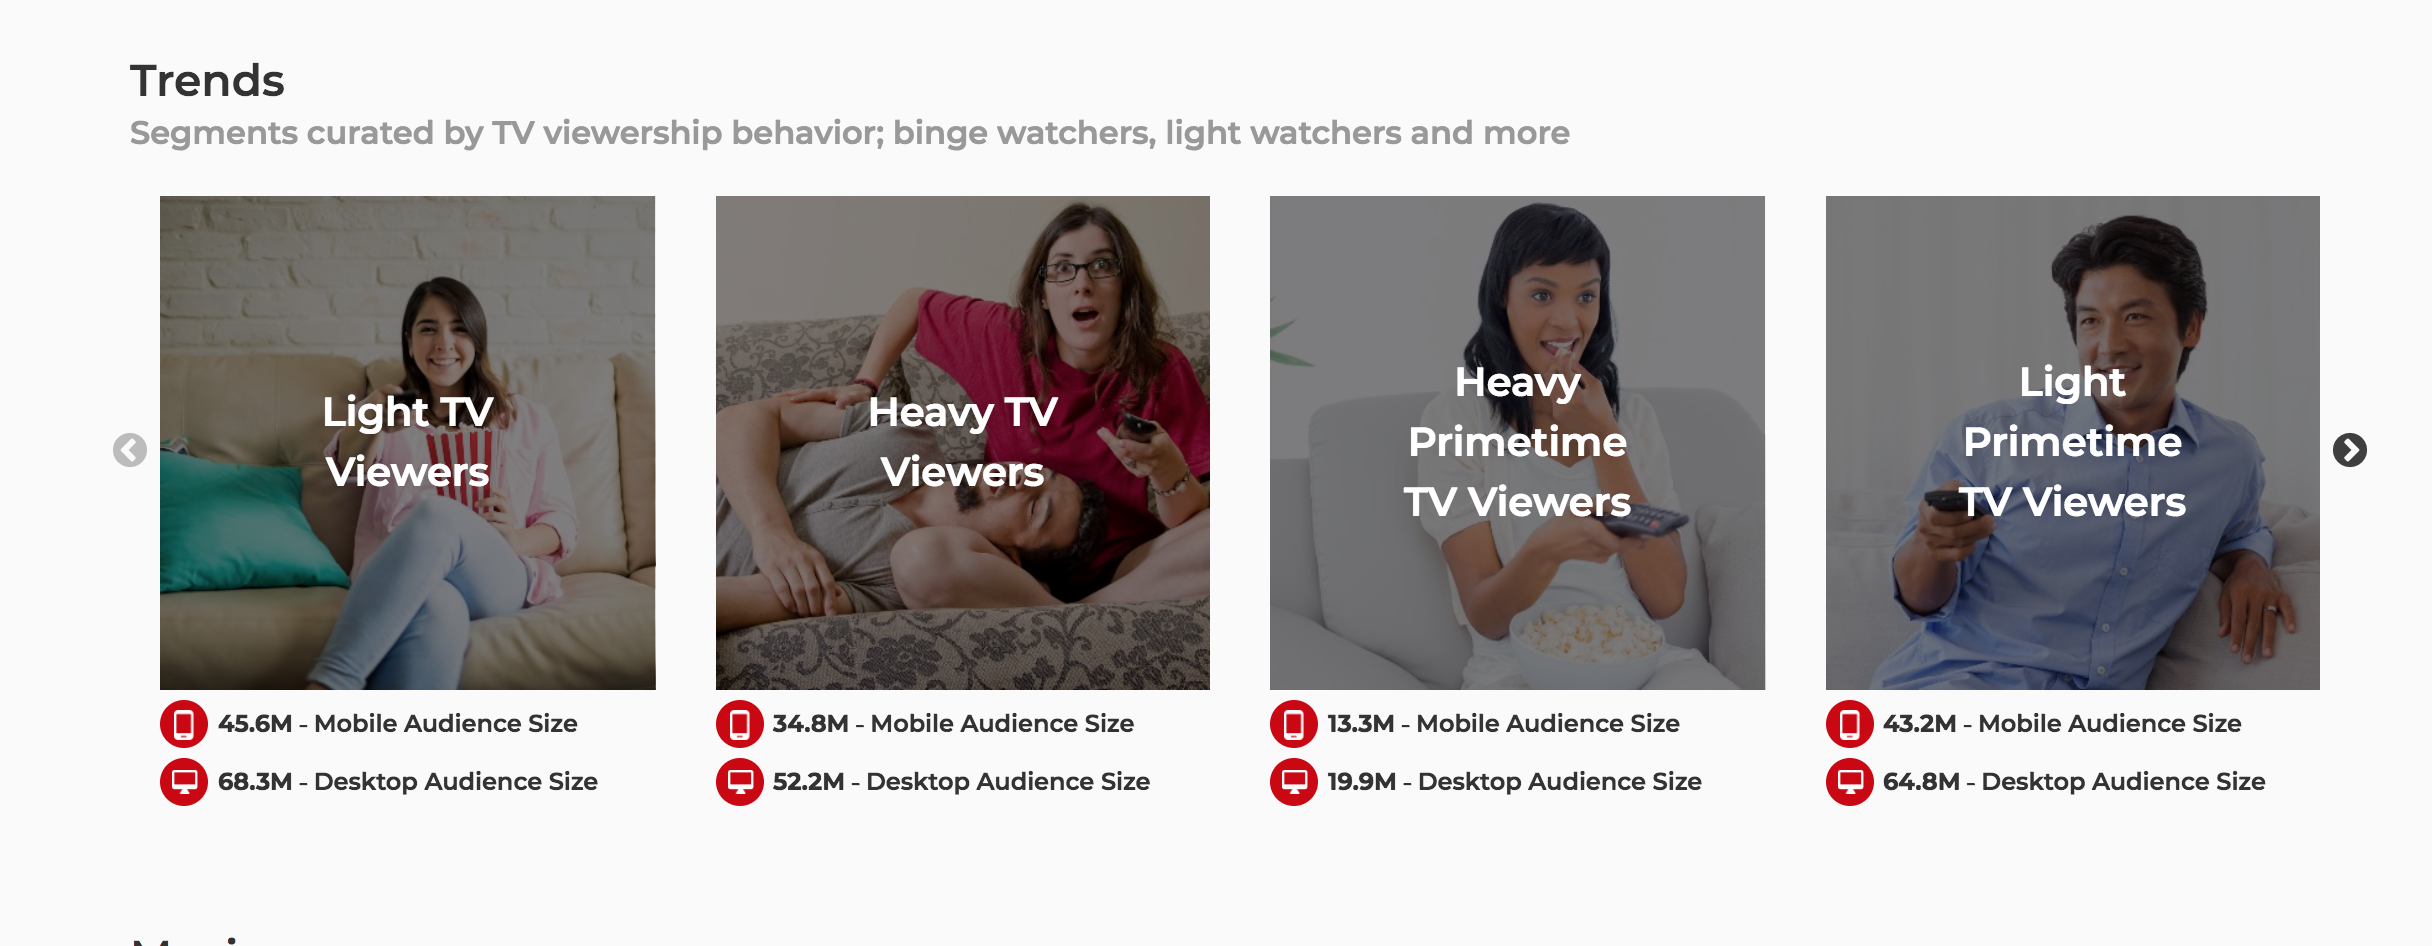 Trends
Segments curated by TV viewership behavior; binge watchers, light watchers and more
Light TV
Viewers
Heavy TV
Viewers
Heavy
Primetime
TV Viewers
Light
Primetime
TV Viewers
45.6M - Mobile Audience Size
68.3M - Desktop Audience Size
34.8M - Mobile Audience Size
52.2M - Desktop Audience Size
13.3M - Mobile Audience Size
19.9M - Desktop Audience Size
43.2M - Mobile Audience Size
64.8M - Desktop Audience Size